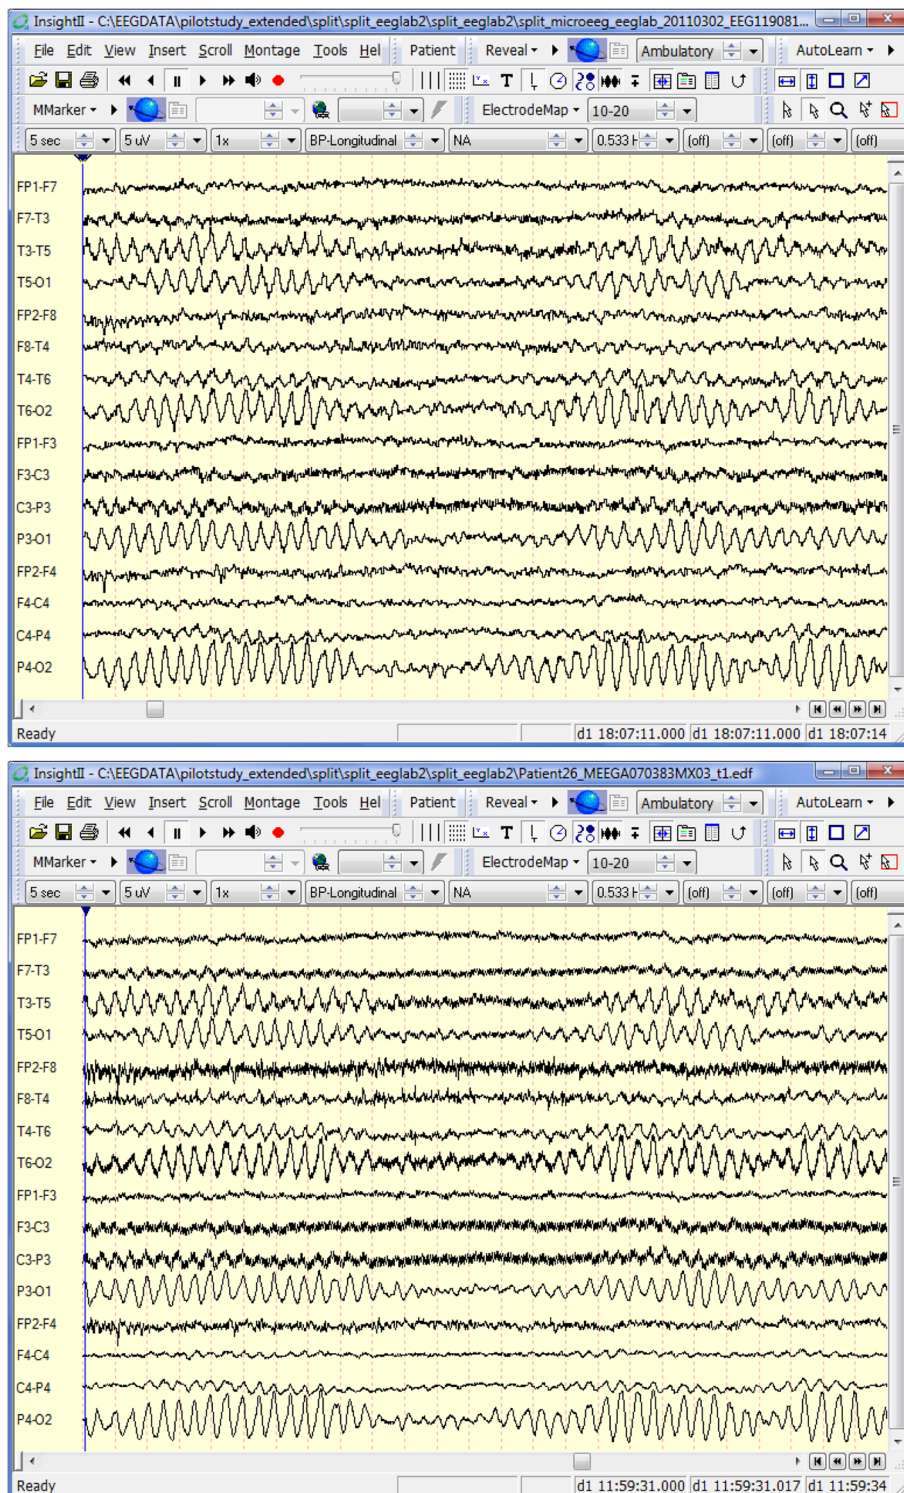 InsightII - C:\EEGDATA\pilotstudy_extended\split\split_eeglab2\split_eeglab2\split_microeeg_eeglab_20110302_EEG119081...
File Edit View Insert Scroll Montage Tools Hel Patient Reveal Ambulatory AutoLearn
T
MMarker ElectrodeMap 10-20
5 sec 5 uV 1x BP-Longitudinal NA 0.533 H (off) (off) (off)
FP1-F7
F7-T3
T3-T5
T5-O1
FP2-F8
F8-T4
T4-T6
T6-O2
FP1-F3
F3-C3
C3-P3
P3-O1
FP2-F4
F4-C4
C4-P4
P4-O2
Ready d1 18:07:11.000 d1 18:07:11.000 d1 18:07:14
InsightII - C:\EEGDATA\pilotstudy_extended\split\split_eeglab2\split_eeglab2\Patient26_MEEGA070383MX03_t1.edf
File Edit View Insert Scroll Montage Tools Hel Patient Reveal Ambulatory AutoLearn
T
MMarker ElectrodeMap 10-20
5 sec 5 uV 1x BP-Longitudinal NA 0.533 H (off) (off) (off)
FP1-F7
F7-T3
T3-T5
T5-O1
FP2-F8
F8-T4
T4-T6
T6-O2
FP1-F3
F3-C3
C3-P3
P3-O1
FP2-F4
F4-C4
C4-P4
P4-O2
Ready d1 11:59:31.000 d1 11:59:31.017 d1 11:59:34